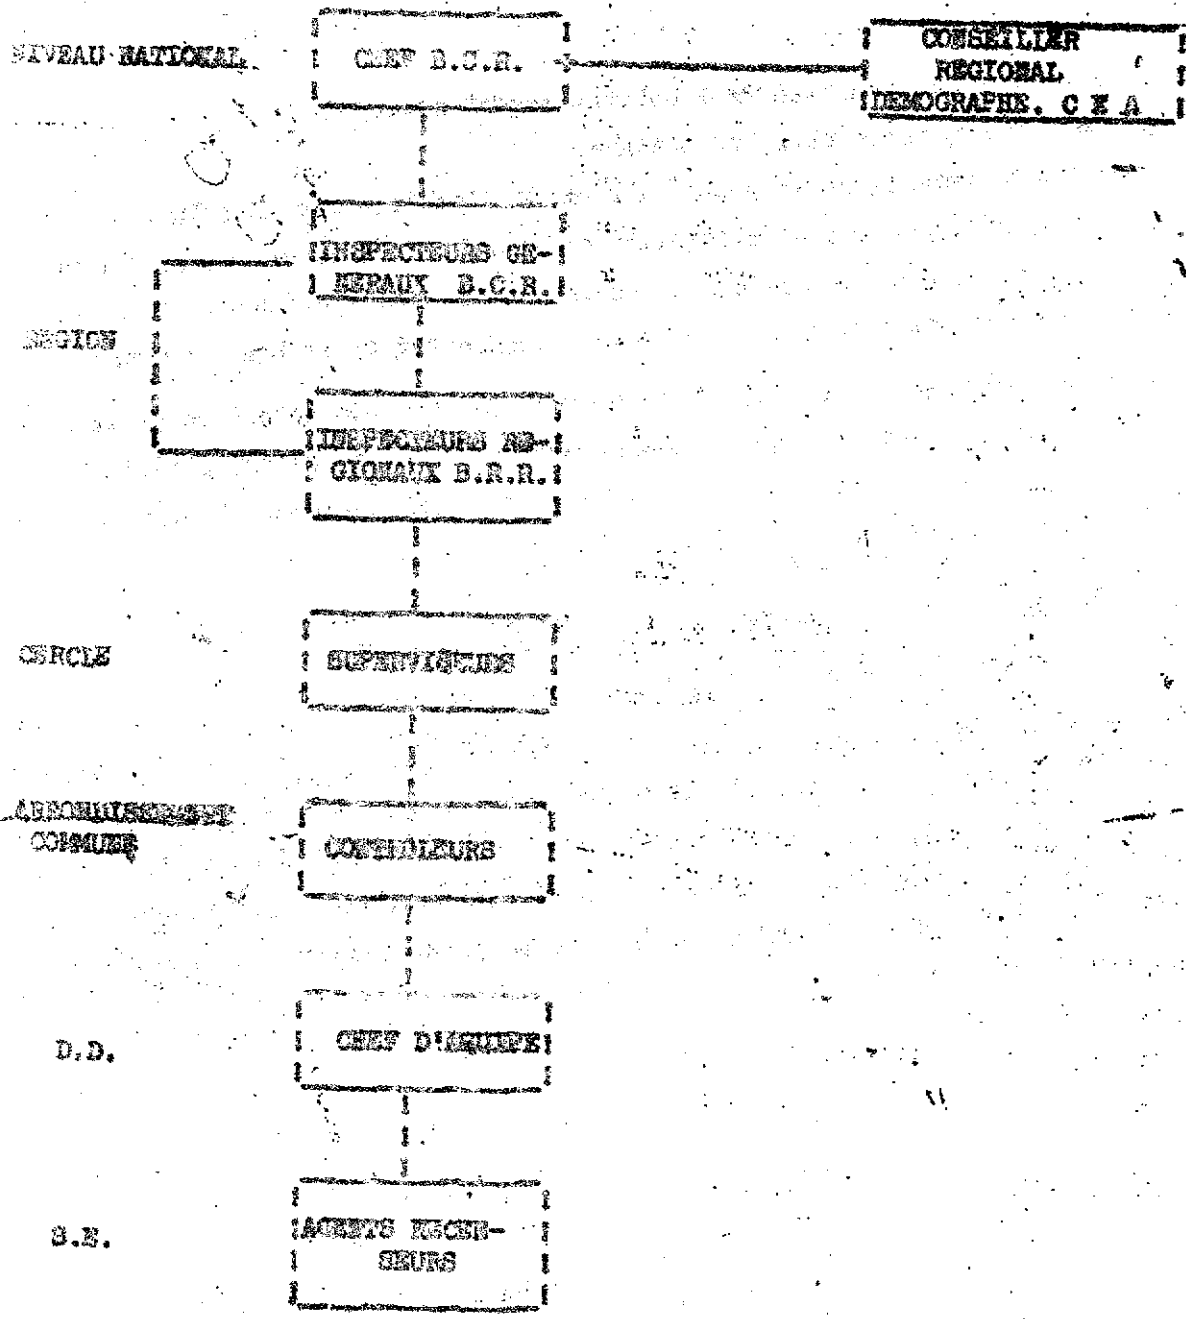 NIVEAU NATIONAL
CHEF B.C.R.
CONSEILLER
REGIONAL
DEMOGRAPHE. C E A
INSPECTEURS GE-
NERAUX B.C.R.
REGION
INSPECTEURS RE-
GIONAUX B.R.R.
CERCLE
SUPERVISEURS
ARRONDISSEMENT
COMMUNE
CONTROLEURS
D.D.
CHEF D'EQUIPE
S.E.
AGENTS RECEN-
SEURS